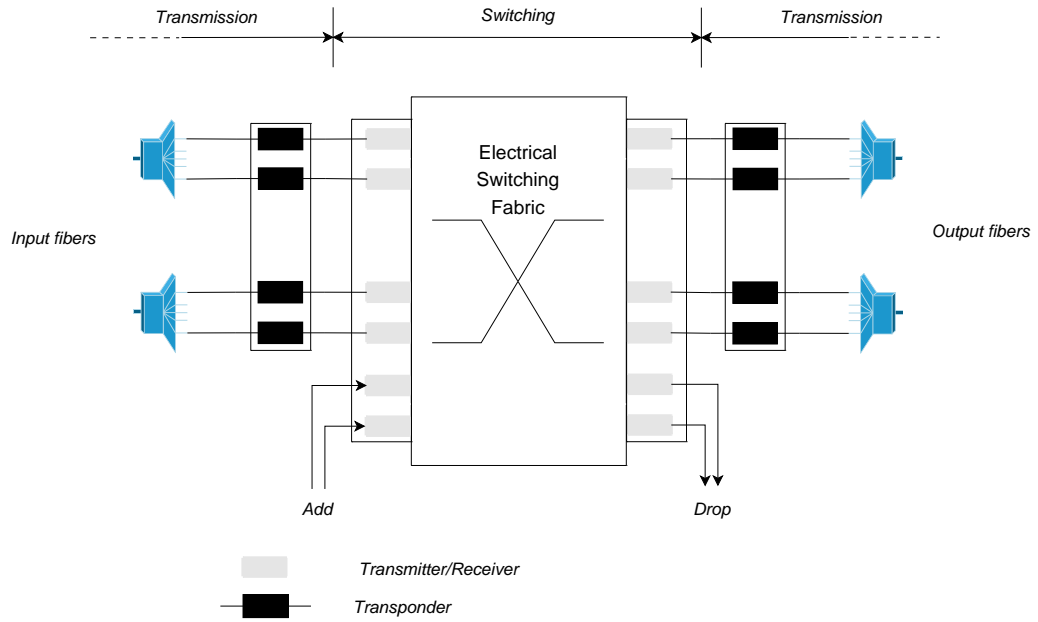 Transmission
Switching
Transmission
Electrical
Switching
Fabric
Input fibers
Output fibers
Add
Drop
Transmitter/Receiver
Transponder